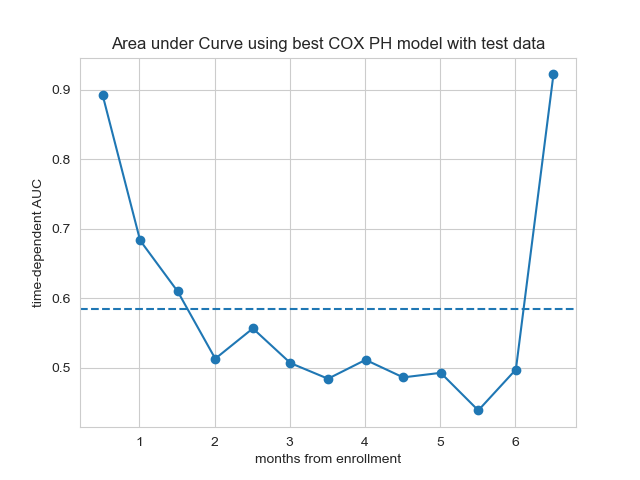 Area under Curve using best COX PH model with test data
time-dependent AUC
0.9
0.8
0.7
0.6
0.5
1 2 3 4 5 6
months from enrollment